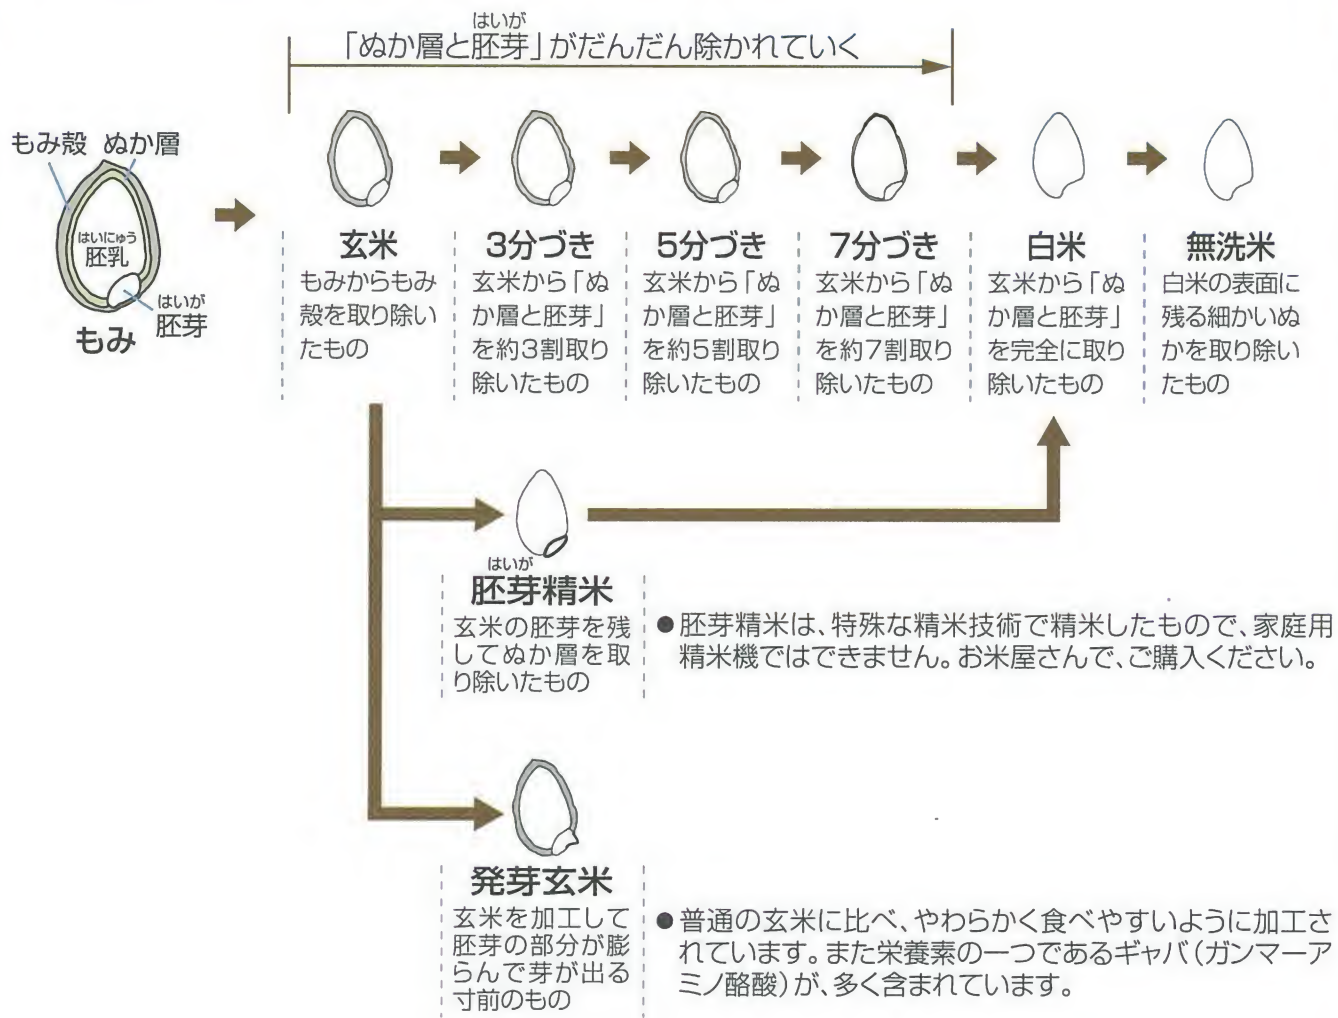 はいが
「ぬか層と胚芽」がだんだん除かれていく
もみ殻 ぬか層
はいにゅう
胚乳
はいが
胚芽
もみ
玄米
もみからもみ
殻を取り除い
たもの
3分づき
玄米から「ぬ
か層と胚芽」
を約3割取り
除いたもの
5分づき
玄米から「ぬ
か層と胚芽」
を約5割取り
除いたもの
7分づき
玄米から「ぬ
か層と胚芽」
を約7割取り
除いたもの
白米
玄米から「ぬ
か層と胚芽」
を完全に取り
除いたもの
無洗米
白米の表面に
残る細かいぬ
かを取り除い
たもの
はいが
胚芽精米
玄米の胚芽を残
してぬか層を取
り除いたもの
●胚芽精米は、特殊な精米技術で精米したもので、家庭用
精米機ではできません。お米屋さんで、ご購入ください。
発芽玄米
玄米を加工して
胚芽の部分が膨
らんで芽が出る
寸前のもの
●普通の玄米に比べ、やわらかく食べやすいように加工さ
れています。また栄養素の一つであるギャバ(ガンマーア
ミノ酪酸)が、多く含まれています。